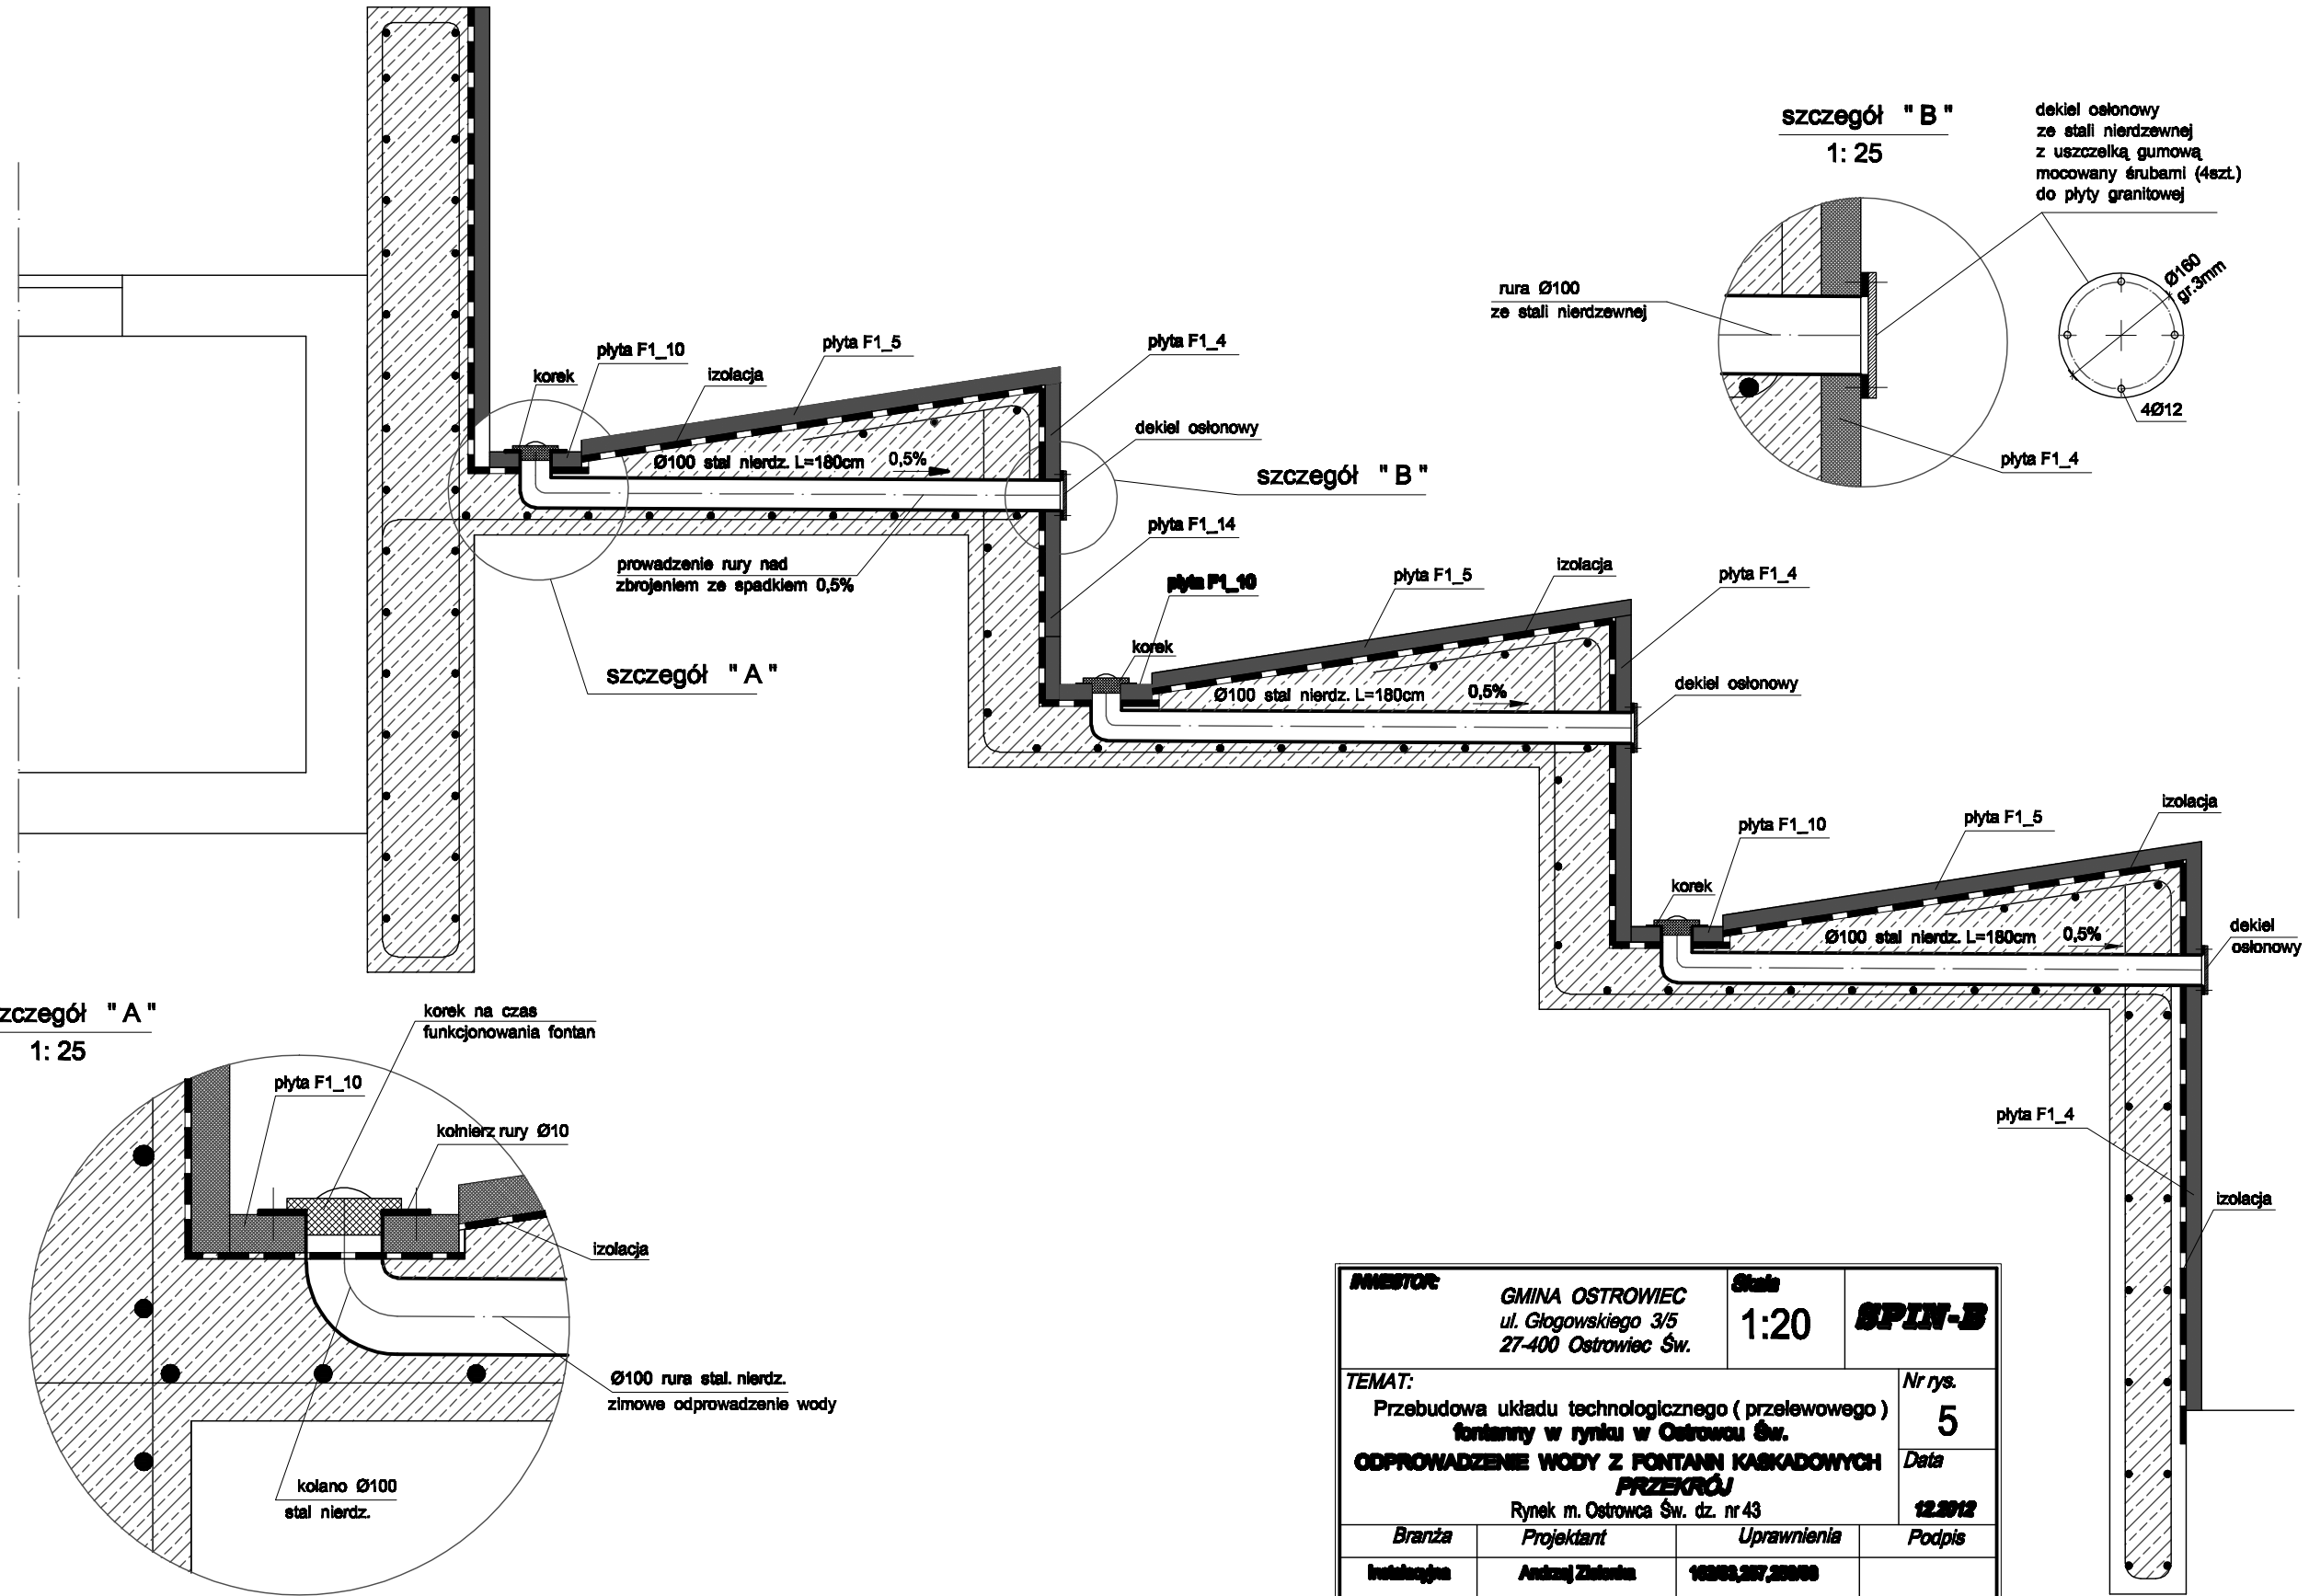 szczegół " B "
1: 25
dekiel osłonowy
ze stali nierdzewnej
z uszczelką gumową
mocowany śrubami (4szt.)
do płyty granitowej
rura Ø100
ze stali nierdzewnej
Ø160
gr.3mm
4Ø12
płyta F1_4
korek
płyta F1_10
izolacja
płyta F1_5
płyta F1_4
dekiel osłonowy
szczegół " B "
Ø100 stal nierdz. L=180cm 0,5%
płyta F1_14
prowadzenie rury nad
zbrojeniem ze spadkiem 0,5%
szczegół " A "
płyta F1_10
korek
płyta F1_5
izolacja
płyta F1_4
dekiel osłonowy
Ø100 stal nierdz. L=180cm 0,5%
korek
płyta F1_10
płyta F1_5
izolacja
Ø100 stal nierdz. L=180cm 0,5%
dekiel
osłonowy
płyta F1_4
izolacja
zczegół " A "
1: 25
korek na czas
funkcjonowania fontan
płyta F1_10
kołnierz rury Ø10
izolacja
Ø100 rura stal. nierdz.
zimowe odprowadzenie wody
kolano Ø100
stal nierdz.
INWESTOR:
GMINA OSTROWIEC
ul. Głogowskiego 3/5
27-400 Ostrowiec Św.
Skala
1:20
SPIN-B
TEMAT:
Przebudowa układu technologicznego ( przelewowego )
fontanny w rynku w Ostrowcu Św.
ODPROWADZENIE WODY Z FONTANN KASKADOWYCH
PRZEKRÓJ
Rynek m. Ostrowca Św. dz. nr 43
Nr rys.
5
Data
12.2012
Branża Projektant Uprawnienia Podpis
Instalacyjna Andrzej Zielonka